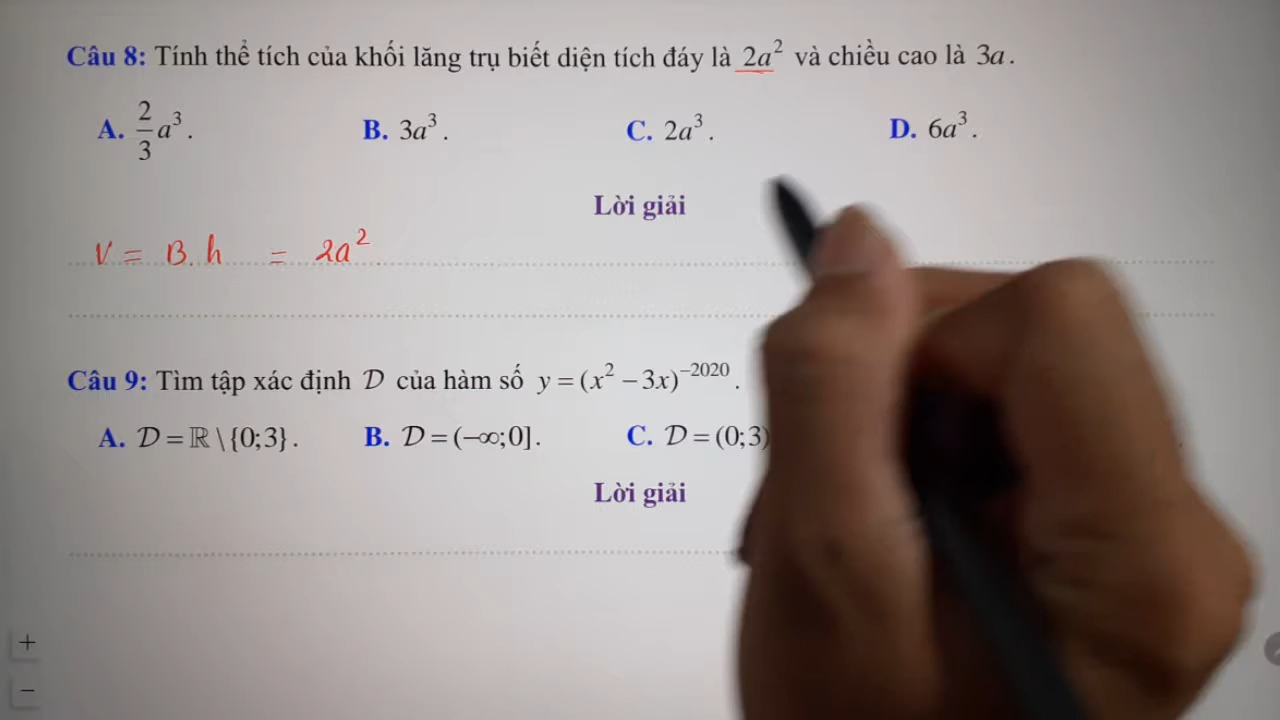 Câu 8: Tính thể tích của khối lăng trụ biết diện tích đáy là 2a² và chiều cao là 3a.
A. 2/3 a³. B. 3a³. C. 2a³. D. 6a³.
Lời giải
V = B.h = 2a²
Câu 9: Tìm tập xác định D của hàm số y = (x² − 3x)⁻²⁰²⁰.
A. D = ℝ \ {0;3}. B. D = (−∞;0]. C. D = (0;3)
Lời giải
+
−